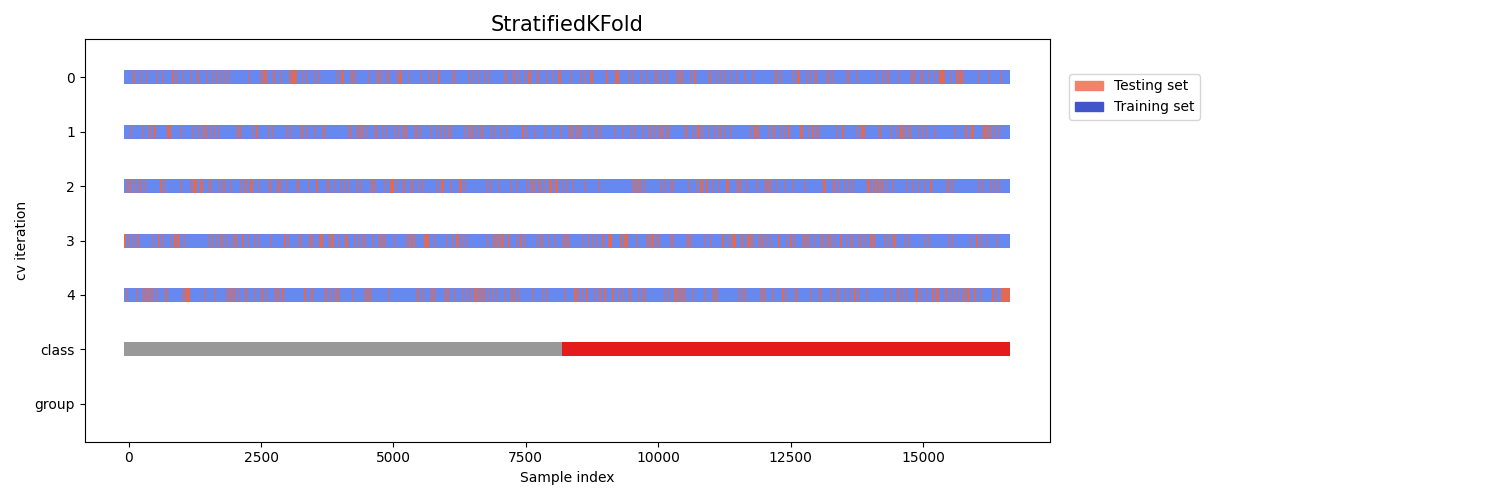 StratifiedKFold
0
1
2
3
4
class
group
cv iteration
0 2500 5000 7500 10000 12500 15000
Sample index
Testing set
Training set